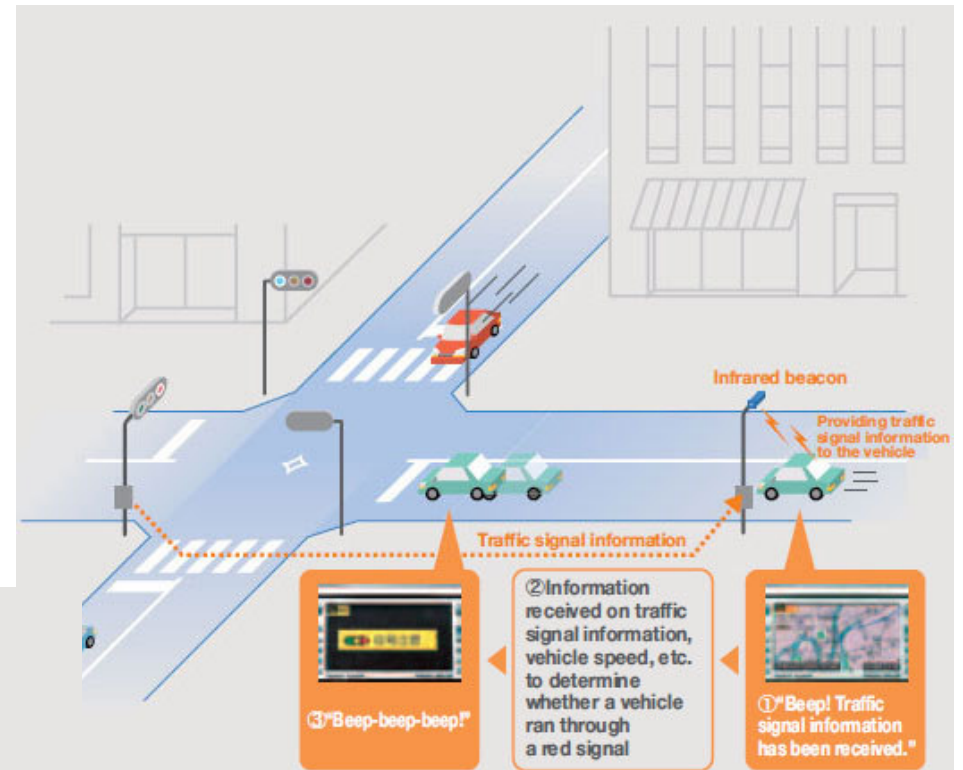 Infrared beacon
Providing traffic
signal information
to the vehicle
Traffic signal information
①"Beep! Traffic
signal information
has been received."
②Information
received on traffic
signal information,
vehicle speed, etc.
to determine
whether a vehicle
ran through
a red signal
③"Beep-beep-beep!"